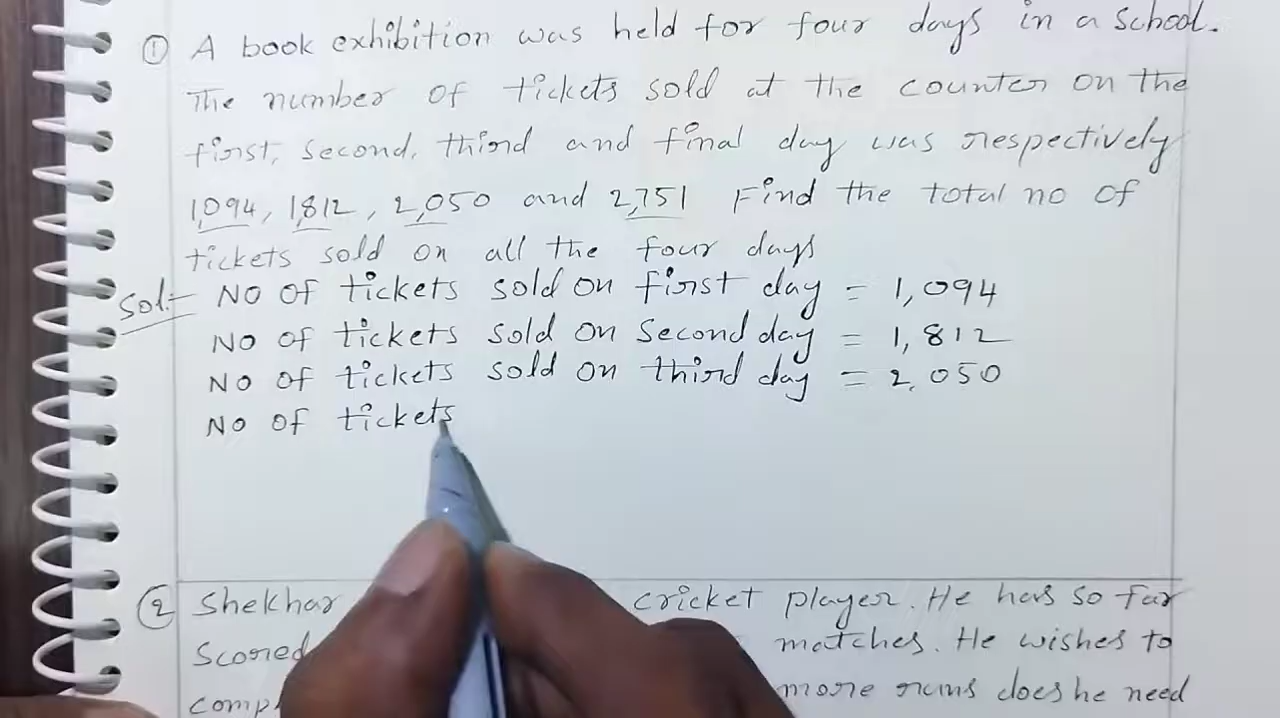 ① A book exhibition was held for four days in a school.
The number of tickets sold at the counter on the
first, second, third and final day was respectively
1,094, 1,812, 2,050 and 2,751 Find the total no of
tickets sold on all the four days
Sol:- No of tickets sold on first day = 1,094
No of tickets sold on second day = 1,812
No of tickets sold on third day = 2,050
No of tickets
② Shekhar cricket player. He has so far
Scored matches. He wishes to
comp more runs does he need